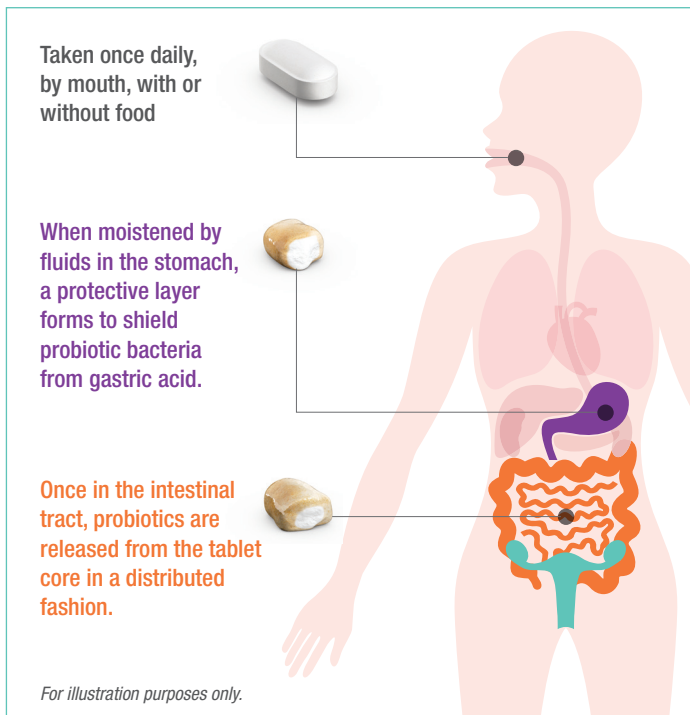 Taken once daily,
by mouth, with or
without food
When moistened by
fluids in the stomach,
a protective layer
forms to shield
probiotic bacteria
from gastric acid.
Once in the intestinal
tract, probiotics are
released from the tablet
core in a distributed
fashion.
For illustration purposes only.